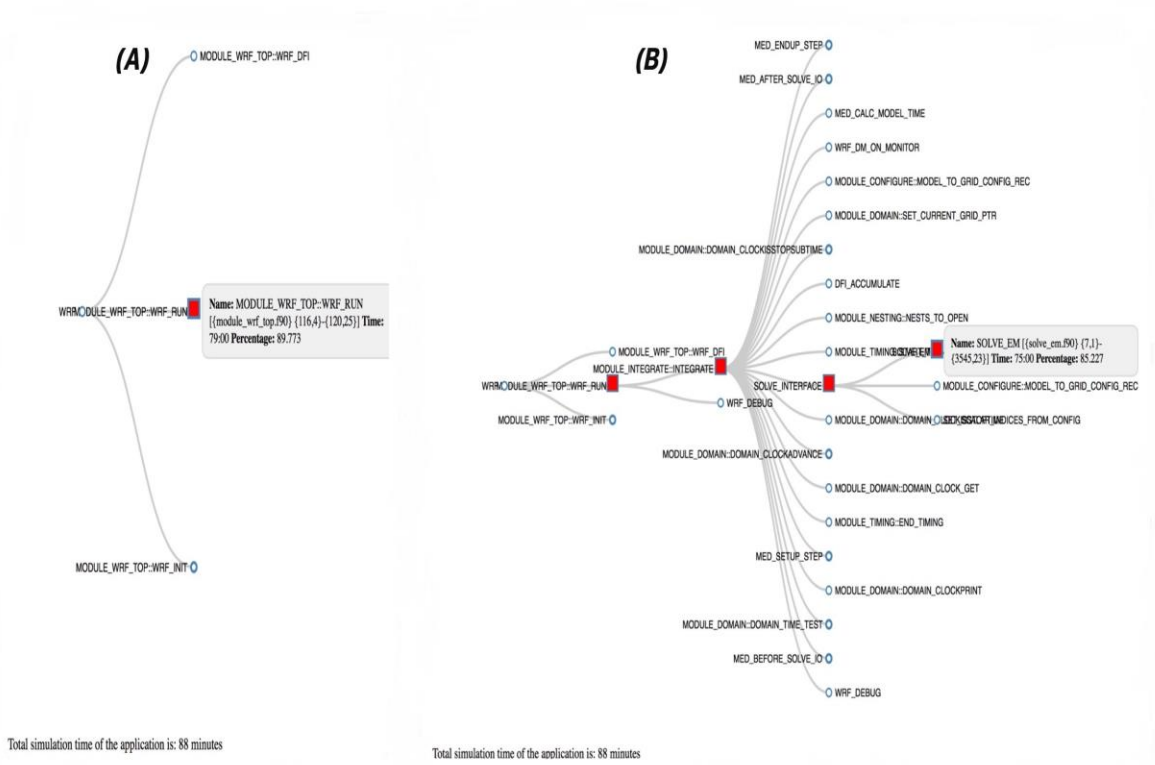 (A)
MODULE_WRF_TOP::WRF_DFI
MODULE_WRF_TOP::WRF_RUN
Name: MODULE_WRF_TOP::WRF_RUN
[{module_wrf_top.f90} {116,4}-{120,25}] Time:
79:00 Percentage: 89.773
MODULE_WRF_TOP::WRF_INIT
Total simulation time of the application is: 88 minutes
(B)
MED_ENDUP_STEP
MED_AFTER_SOLVE_IO
MED_CALC_MODEL_TIME
WRF_DM_ON_MONITOR
MODULE_CONFIGURE::MODEL_TO_GRID_CONFIG_REC
MODULE_DOMAIN::SET_CURRENT_GRID_PTR
MODULE_DOMAIN::DOMAIN_CLOCKISSTOPSUBTIME
DFI_ACCUMULATE
MODULE_NESTING::NESTS_TO_OPEN
MODULE_WRF_TOP::WRF_DFI
Name: SOLVE_EM [{solve_em.f90} {7,1}-
{3545,23}] Time: 75:00 Percentage: 85.227
MODULE_INTEGRATE::INTEGRATE
MODULE_WRF_TOP::WRF_RUN
SOLVE_INTERFACE
MODULE_CONFIGURE::MODEL_TO_GRID_CONFIG_REC
WRF_DEBUG
MODULE_WRF_TOP::WRF_INIT
MODULE_DOMAIN::DOMAIN_CLOCKADVANCE
MODULE_DOMAIN::DOMAIN_CLOCK_GET
MODULE_TIMING::END_TIMING
MED_SETUP_STEP
MODULE_DOMAIN::DOMAIN_CLOCKPRINT
MODULE_DOMAIN::DOMAIN_TIME_TEST
MED_BEFORE_SOLVE_IO
WRF_DEBUG
Total simulation time of the application is: 88 minutes